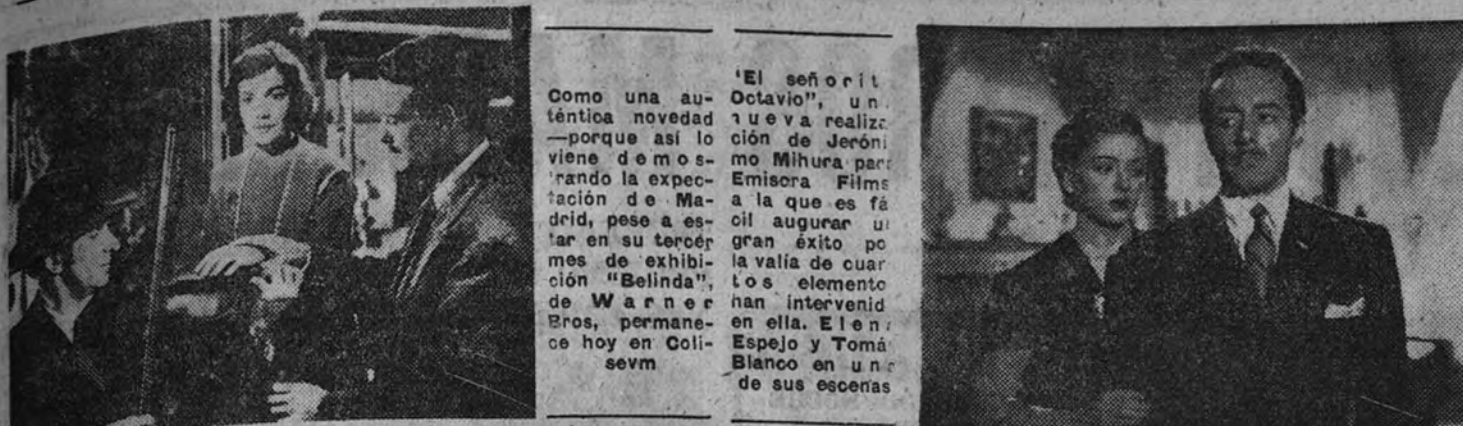 Como una au-
téntica novedad
—porque así lo
viene demos-
trando la expec-
tación de Ma-
drid, pese a es-
tar en su tercer
mes de exhibi-
ción "Belinda",
de Warner
Bros, permane-
ce hoy en Coli-
sevm
'El señorit
Octavio", un
nueva realiza
ción de Jeróni
mo Mihura para
Emisora Films
a la que es fá
cil augurar un
gran éxito po
la valía de cuan
tos elemento
han intervenid
en ella. Elena
Espejo y Tomá
Blanco en una
de sus escenas